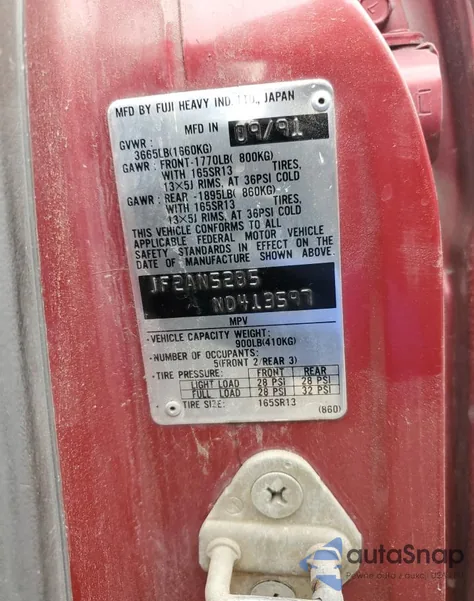 MFD BY FUJI HEAVY IND. LTD., JAPAN
MFD IN 09/91
GVWR :
3665LB(1660KG)
GAWR : FRONT-1770LB( 800KG)
WITH 165SR13 TIRES,
13×5J RIMS, AT 36PSI COLD
GAWR : REAR -1895LB( 860KG)
WITH 165SR13 TIRES,
13×5J RIMS, AT 36PSI COLD
THIS VEHICLE CONFORMS TO ALL
APPLICABLE FEDERAL MOTOR VEHICLE
SAFETY STANDARDS IN EFFECT ON THE
DATE OF MANUFACTURE SHOWN ABOVE.
JF2AN52B5
ND413597
MPV
·VEHICLE CAPACITY WEIGHT:
900LB(410KG)
·NUMBER OF OCCUPANTS:
5(FRONT 2/REAR 3)
·TIRE PRESSURE: FRONT REAR
LIGHT LOAD 28 PSI 28 PSI
FULL LOAD 28 PSI 32 PSI
TIRE SIZE: 165SR13 (860)
autoSnap